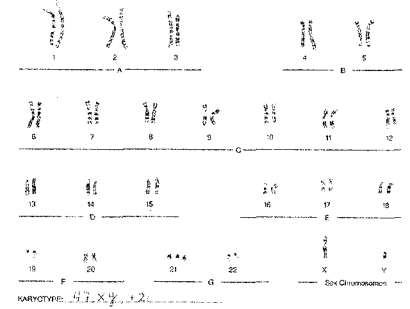 1 2 3 4 5
A B
6 7 8 9 10 11 12
C
13 14 15 16 17 18
D E
19 20 21 22 X Y
F G Sex Chromosomes
KARYOTYPE: 47, XY, +2